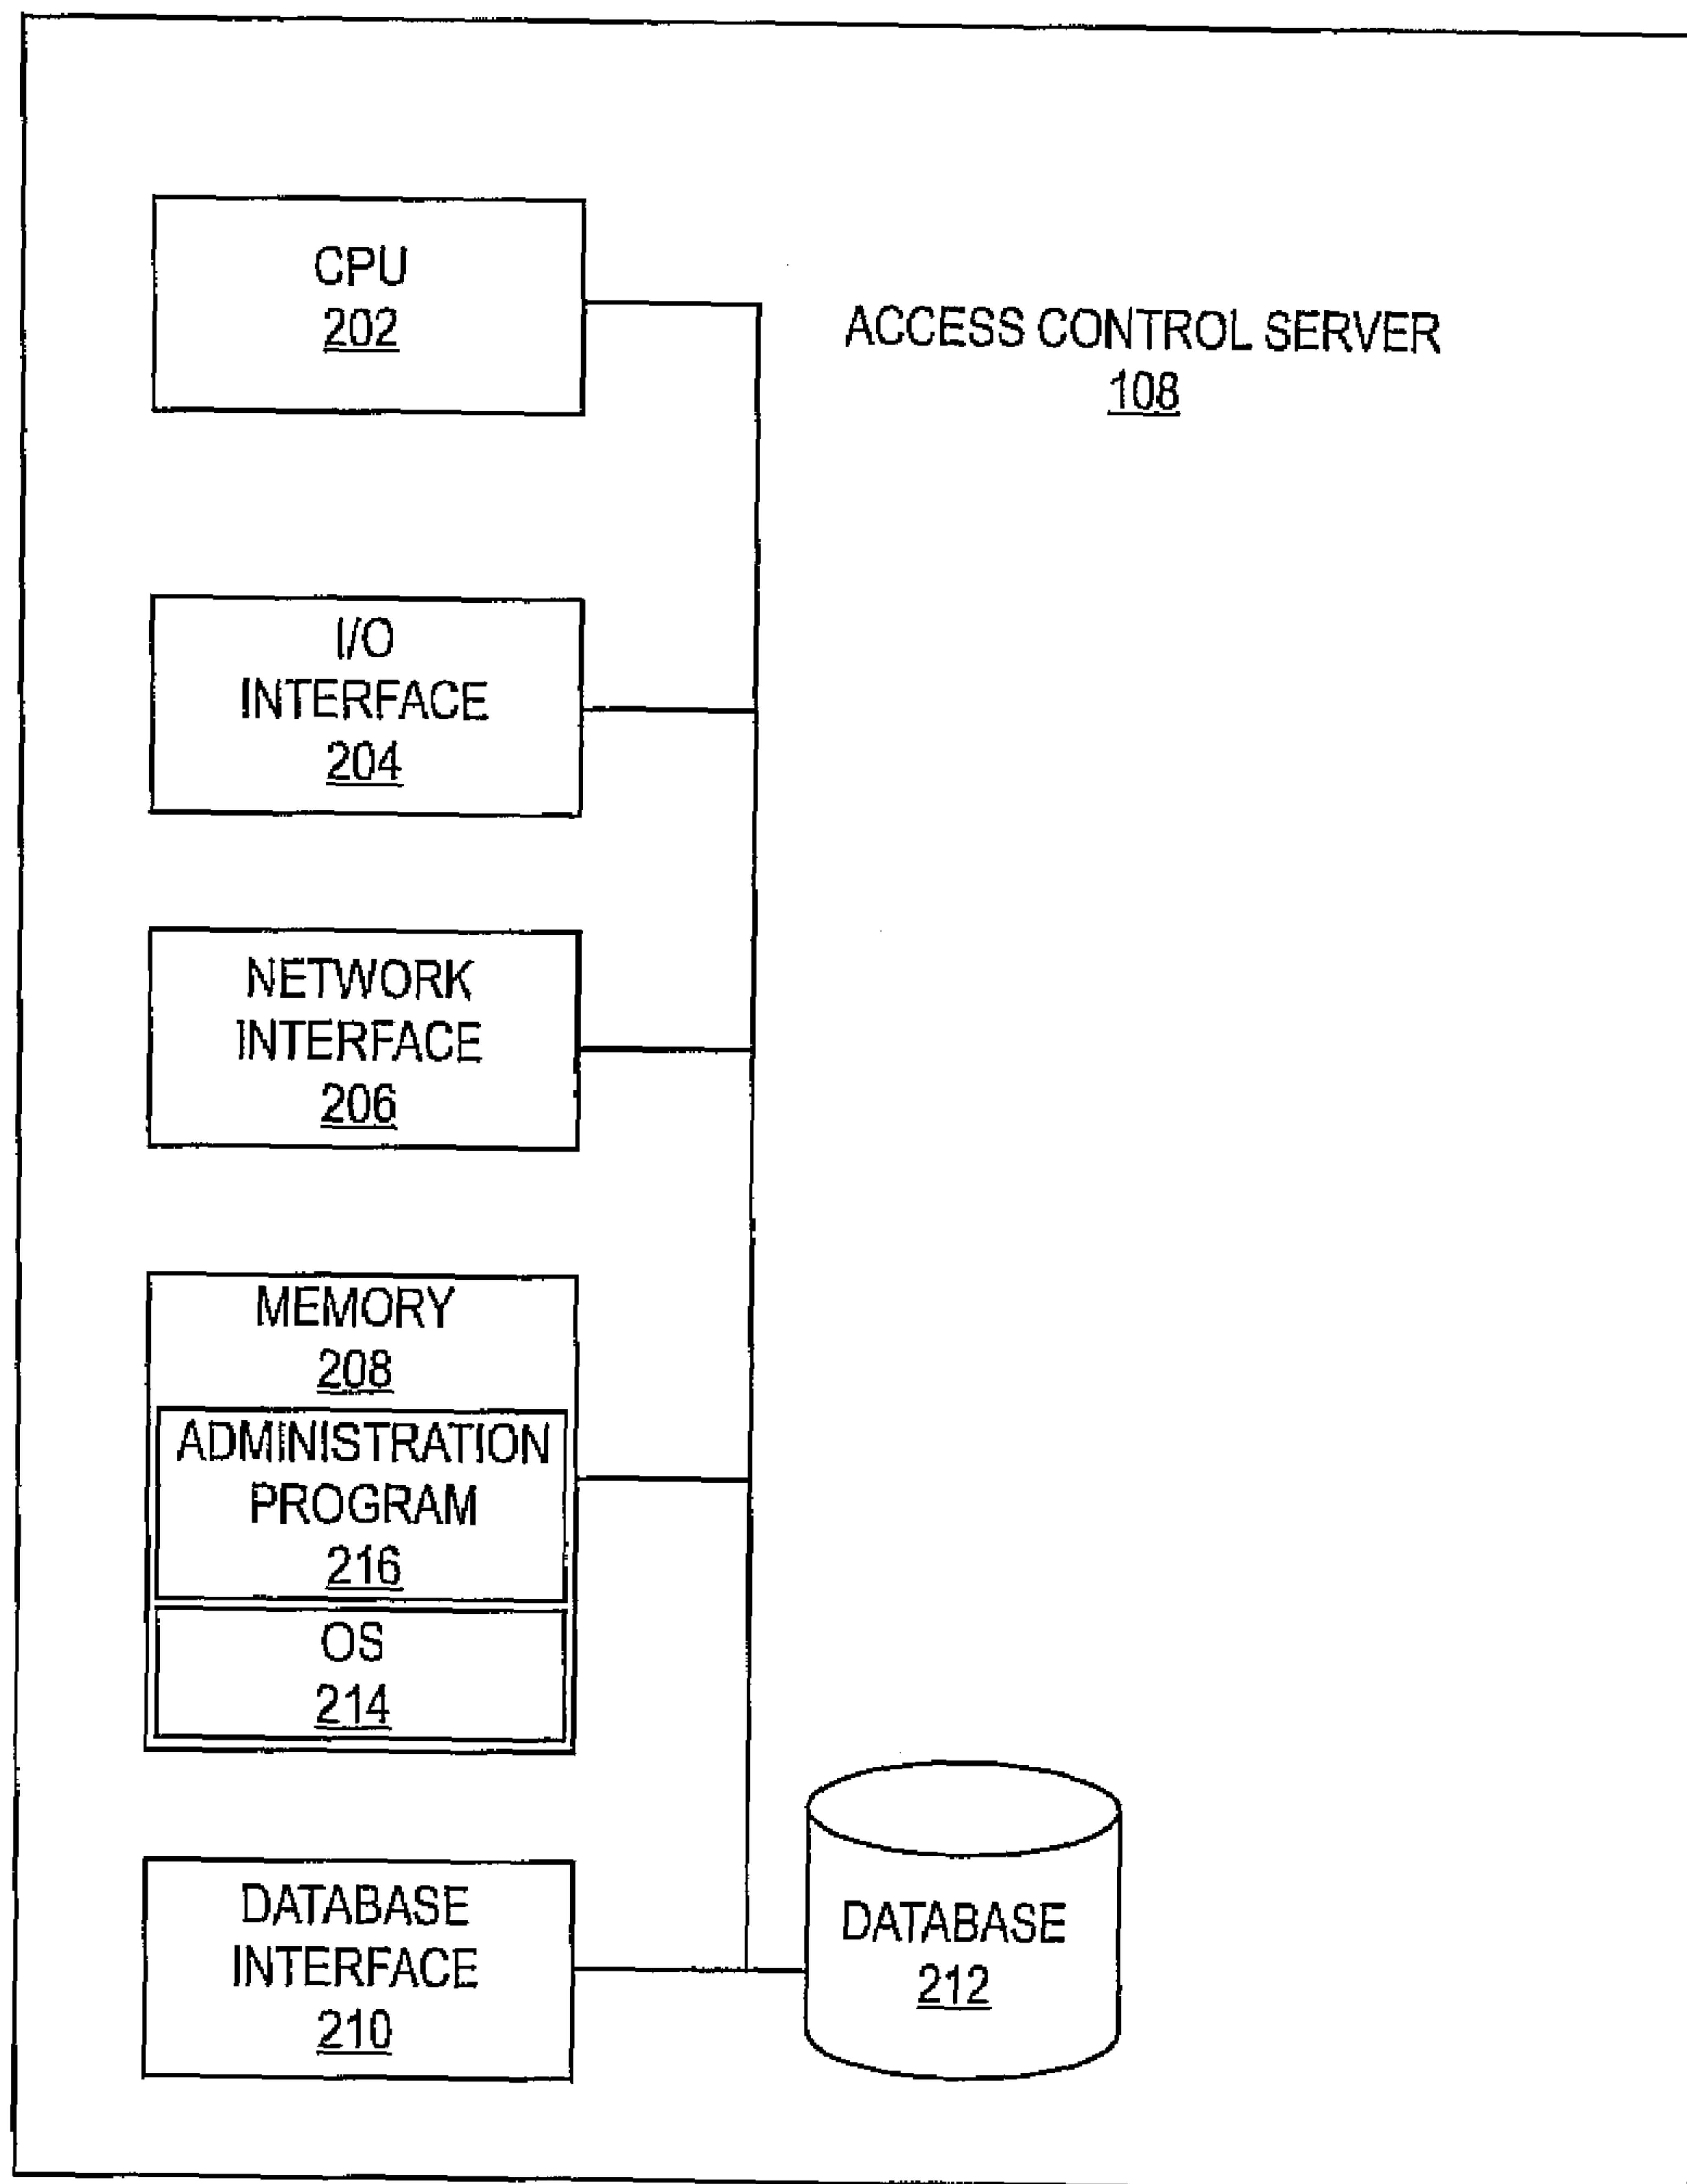 CPU
202
ACCESS CONTROL SERVER
108
I/O
INTERFACE
204
NETWORK
INTERFACE
206
MEMORY
208
ADMINISTRATION
PROGRAM
216
OS
214
DATABASE
INTERFACE
210
DATABASE
212